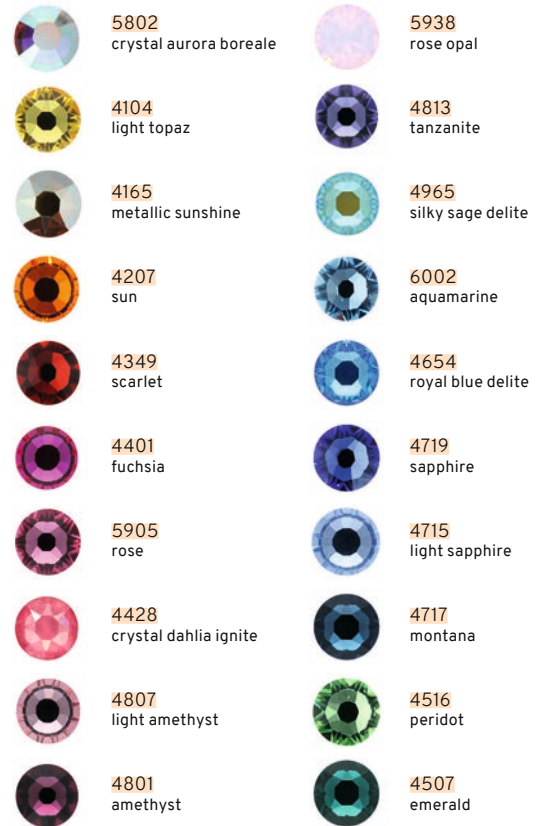 5802
crystal aurora boreale
4104
light topaz
4165
metallic sunshine
4207
sun
4349
scarlet
4401
fuchsia
5905
rose
4428
crystal dahlia ignite
4807
light amethyst
4801
amethyst
5938
rose opal
4813
tanzanite
4965
silky sage delite
6002
aquamarine
4654
royal blue delite
4719
sapphire
4715
light sapphire
4717
montana
4516
peridot
4507
emerald